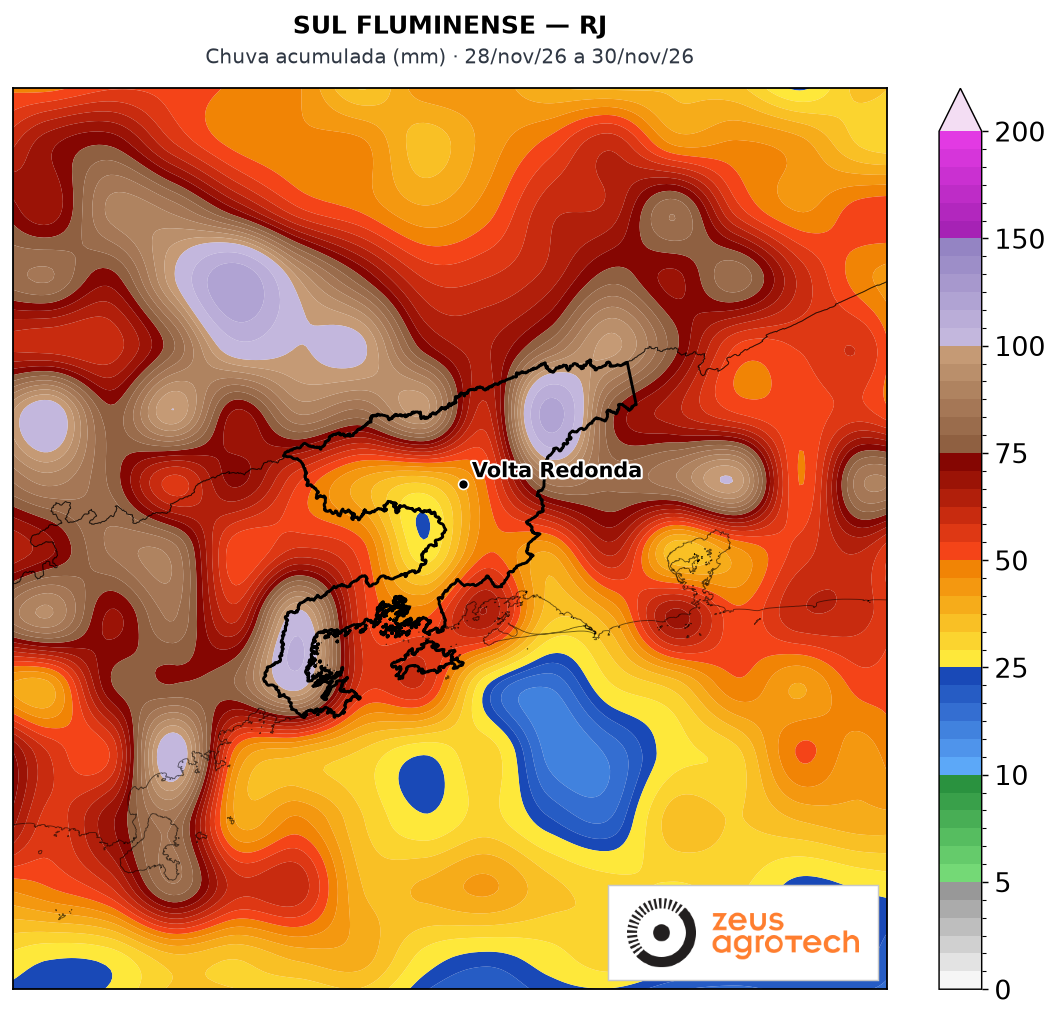 SUL FLUMINENSE — RJ
Chuva acumulada (mm) · 28/nov/26 a 30/nov/26
200
150
100
75
50
25
10
5
0
Volta Redonda
zeus
agrotech